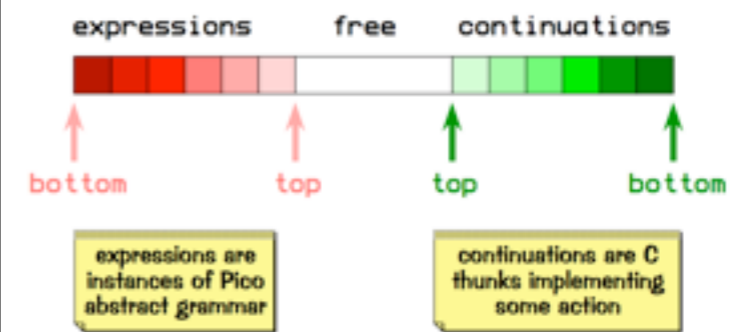 expressions free continuations
bottom top top bottom
expressions are
instances of Pico
abstract grammar
continuations are C
thunks implementing
some action